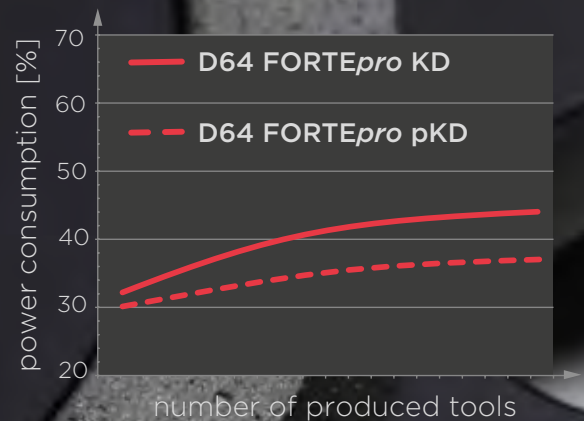 power consumption [%]
70
60
50
40
30
20
D64 FORTEpro KD
D64 FORTEpro pKD
number of produced tools